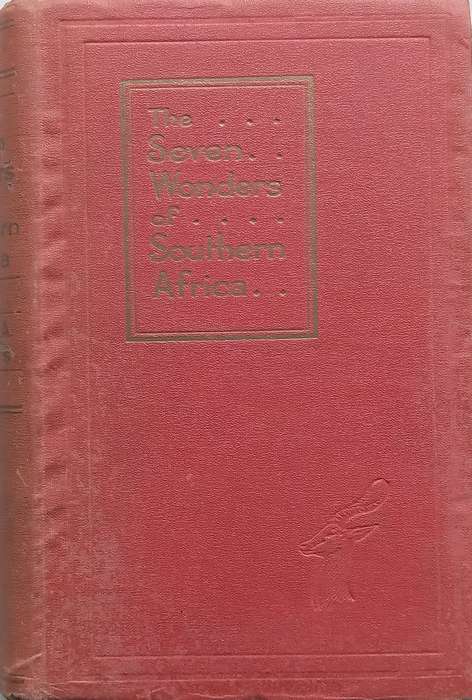 The . . .
Seven . .
Wonders
of . . . .
Southern
Africa . . .